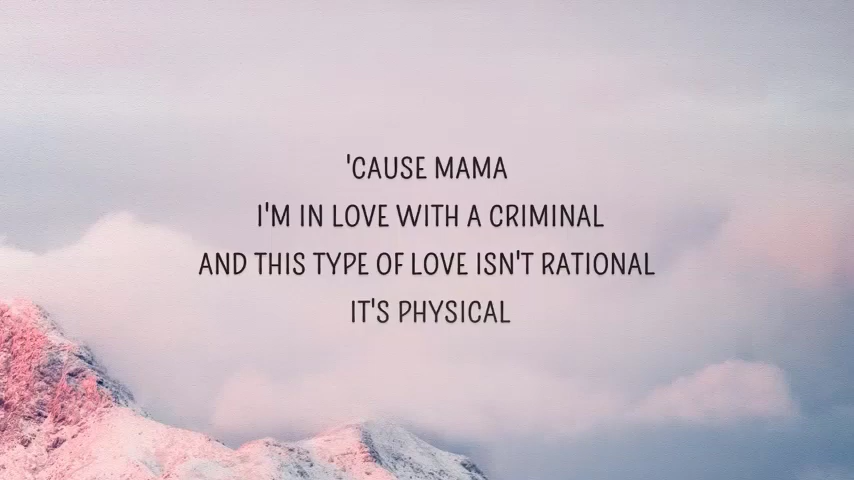 'CAUSE MAMA
I'M IN LOVE WITH A CRIMINAL
AND THIS TYPE OF LOVE ISN'T RATIONAL
IT'S PHYSICAL